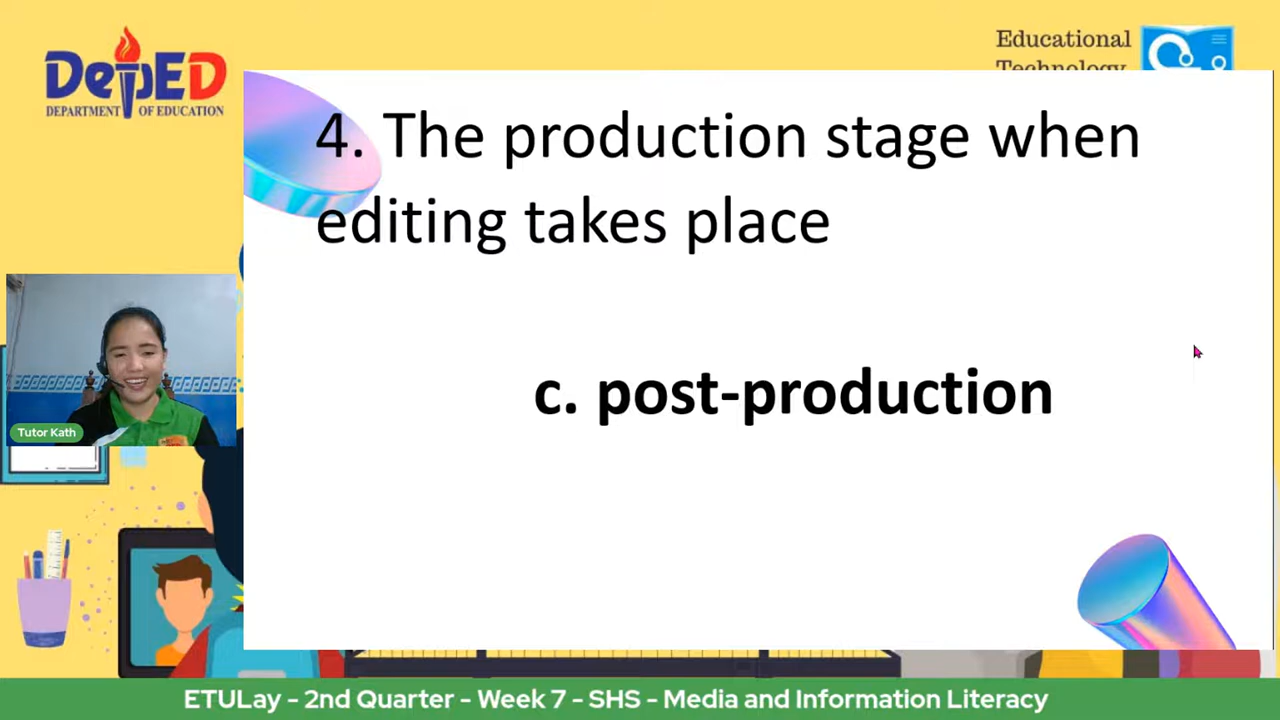 DepED
DEPARTMENT OF EDUCATION
Educational
Technology
4. The production stage when
editing takes place
c. post-production
Tutor Kath
ETULay - 2nd Quarter - Week 7 - SHS - Media and Information Literacy